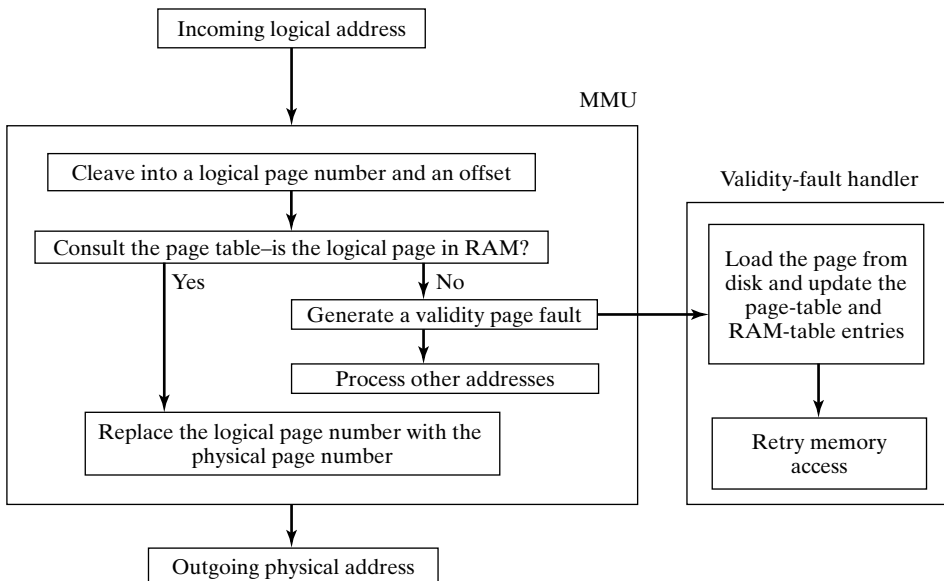 Incoming logical address
MMU
Cleave into a logical page number and an offset
Consult the page table–is the logical page in RAM?
Yes
No
Generate a validity page fault
Process other addresses
Replace the logical page number with the
physical page number
Outgoing physical address
Validity-fault handler
Load the page from
disk and update the
page-table and
RAM-table entries
Retry memory
access